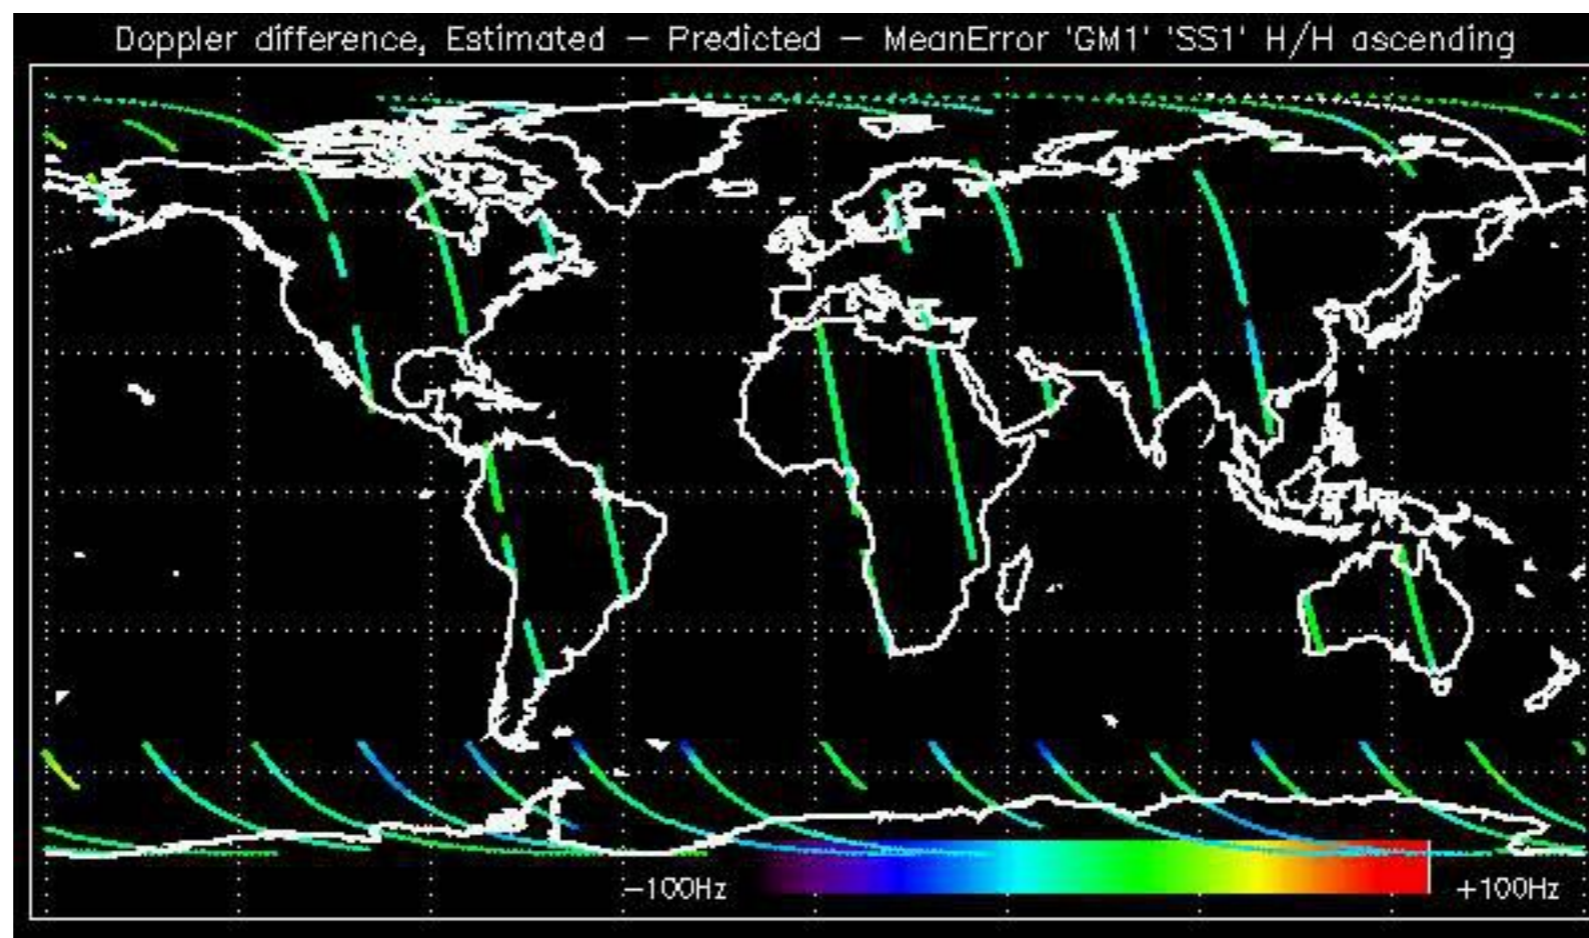 Doppler difference, Estimated — Predicted — MeanError 'GM1' 'SS1' H/H ascending
−100Hz
+100Hz